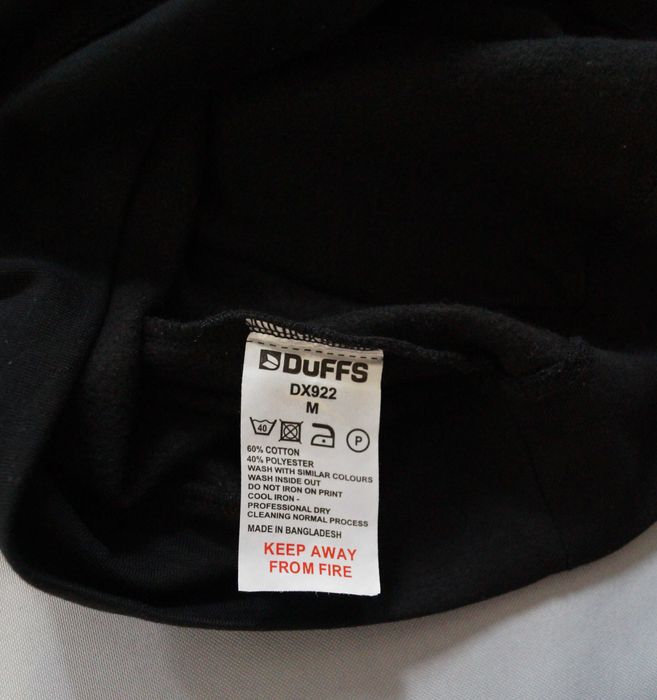 DUFFS
DX922
M
40 P
60% COTTON
40% POLYESTER
WASH WITH SIMILAR COLOURS
WASH INSIDE OUT
DO NOT IRON ON PRINT
COOL IRON -
PROFESSIONAL DRY
CLEANING NORMAL PROCESS
MADE IN BANGLADESH
KEEP AWAY
FROM FIRE